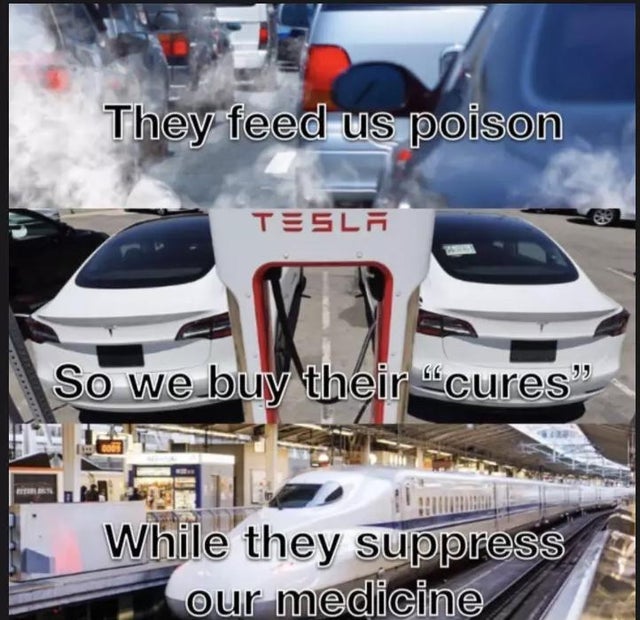 They feed us poison
TESLA
So we buy their “cures”
While they suppress
our medicine